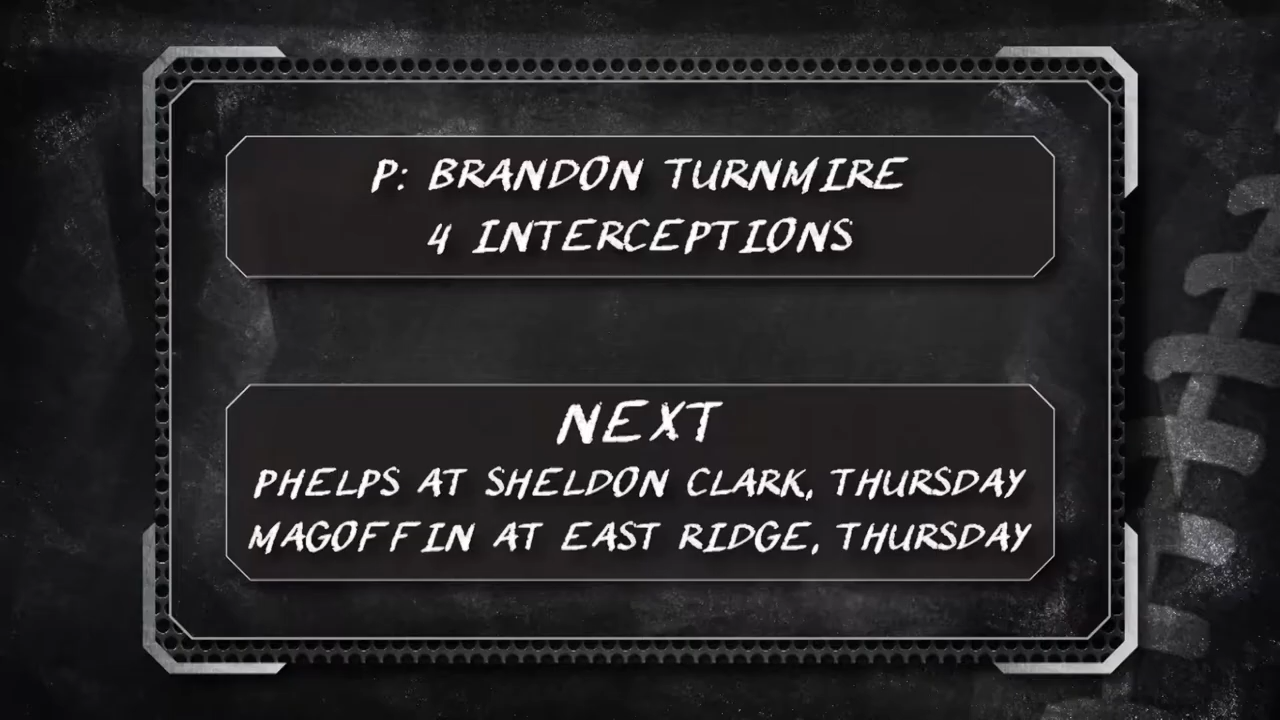 P: BRANDON TURNMIRE
4 INTERCEPTIONS
NEXT
PHELPS AT SHELDON CLARK, THURSDAY
MAGOFFIN AT EAST RIDGE, THURSDAY